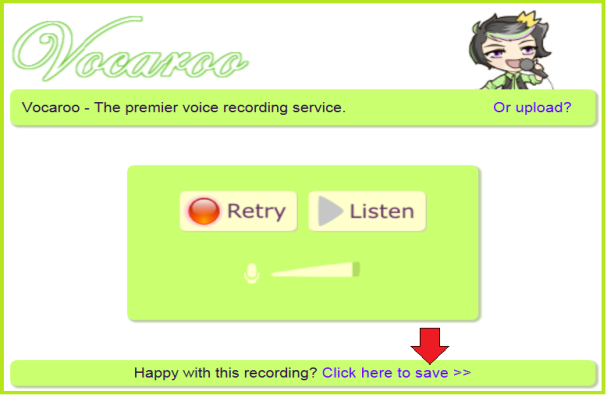 Vocaroo
Vocaroo - The premier voice recording service. Or upload?
Retry Listen
Happy with this recording? Click here to save >>